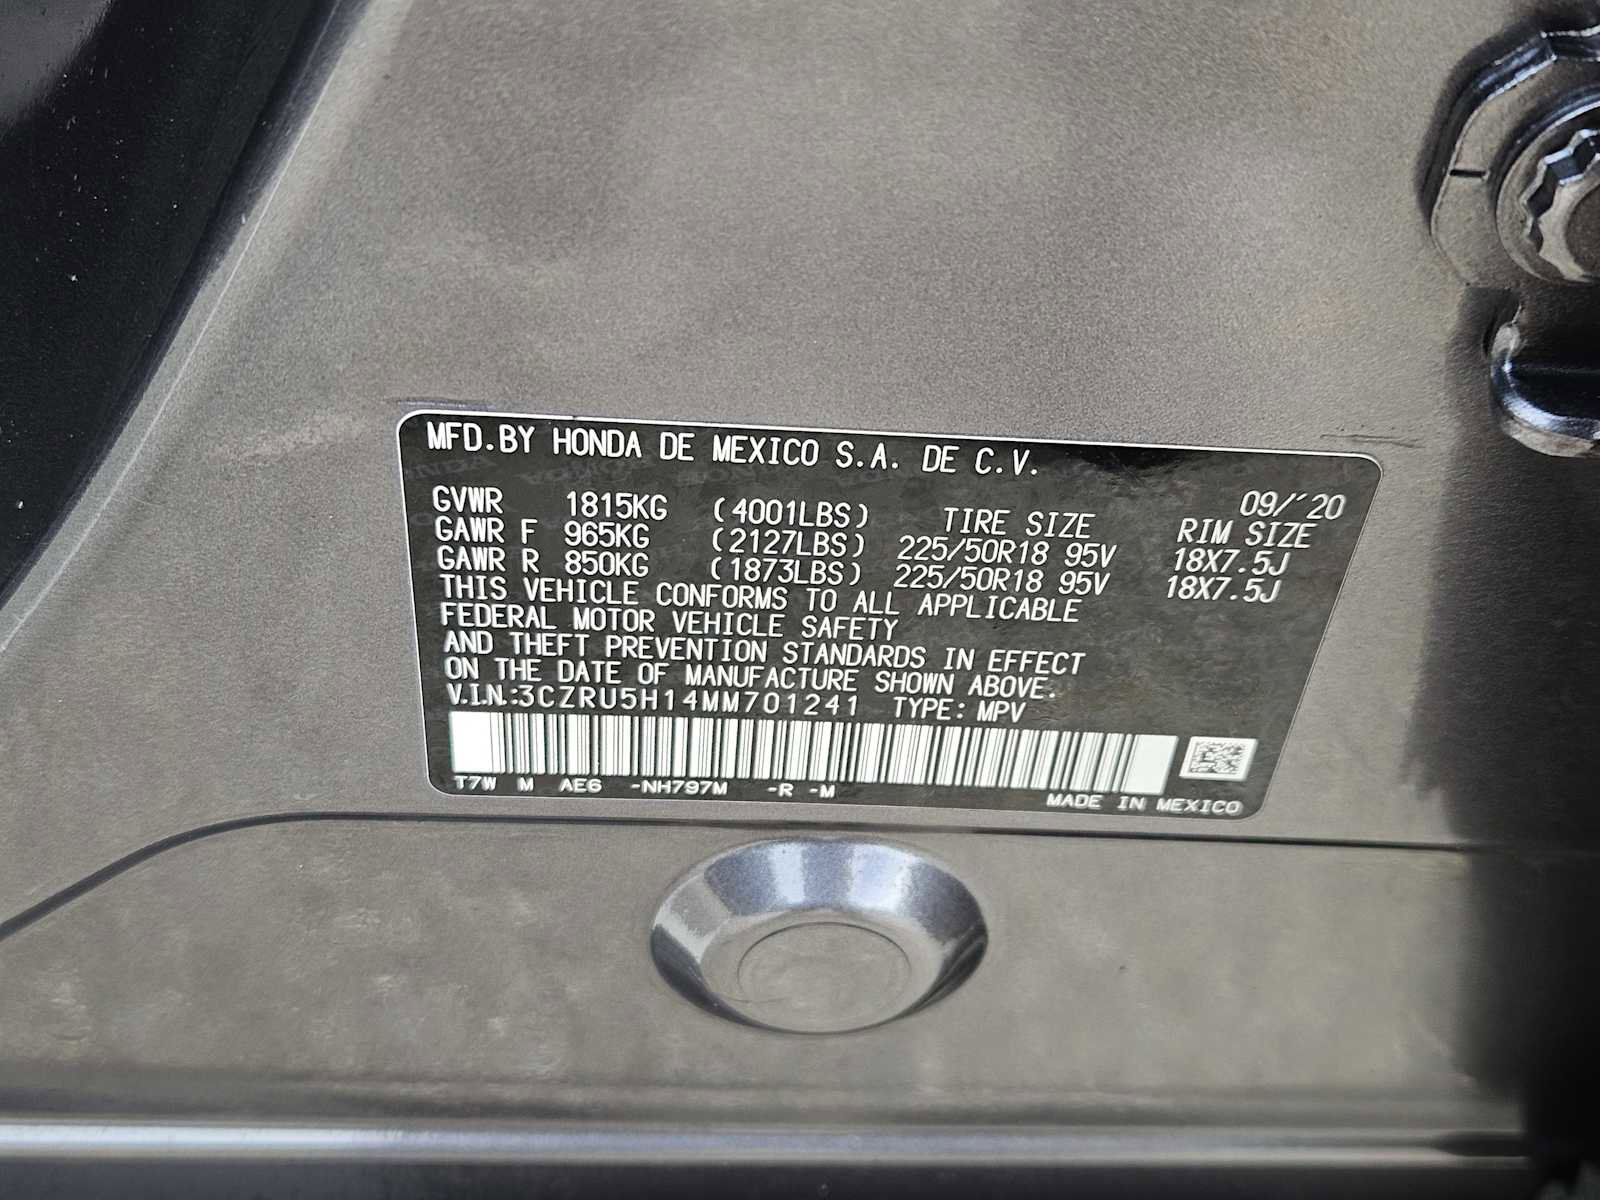 MFD.BY HONDA DE MEXICO S.A. DE C.V.
09/'20
GVWR 1815KG (4001LBS) TIRE SIZE RIM SIZE
GAWR F 965KG (2127LBS) 225/50R18 95V 18X7.5J
GAWR R 850KG (1873LBS) 225/50R18 95V 18X7.5J
THIS VEHICLE CONFORMS TO ALL APPLICABLE
FEDERAL MOTOR VEHICLE SAFETY
AND THEFT PREVENTION STANDARDS IN EFFECT
ON THE DATE OF MANUFACTURE SHOWN ABOVE.
V.I.N.:3CZRU5H14MM701241 TYPE: MPV
T7W M AE6 -NH797M -R -M
MADE IN MEXICO